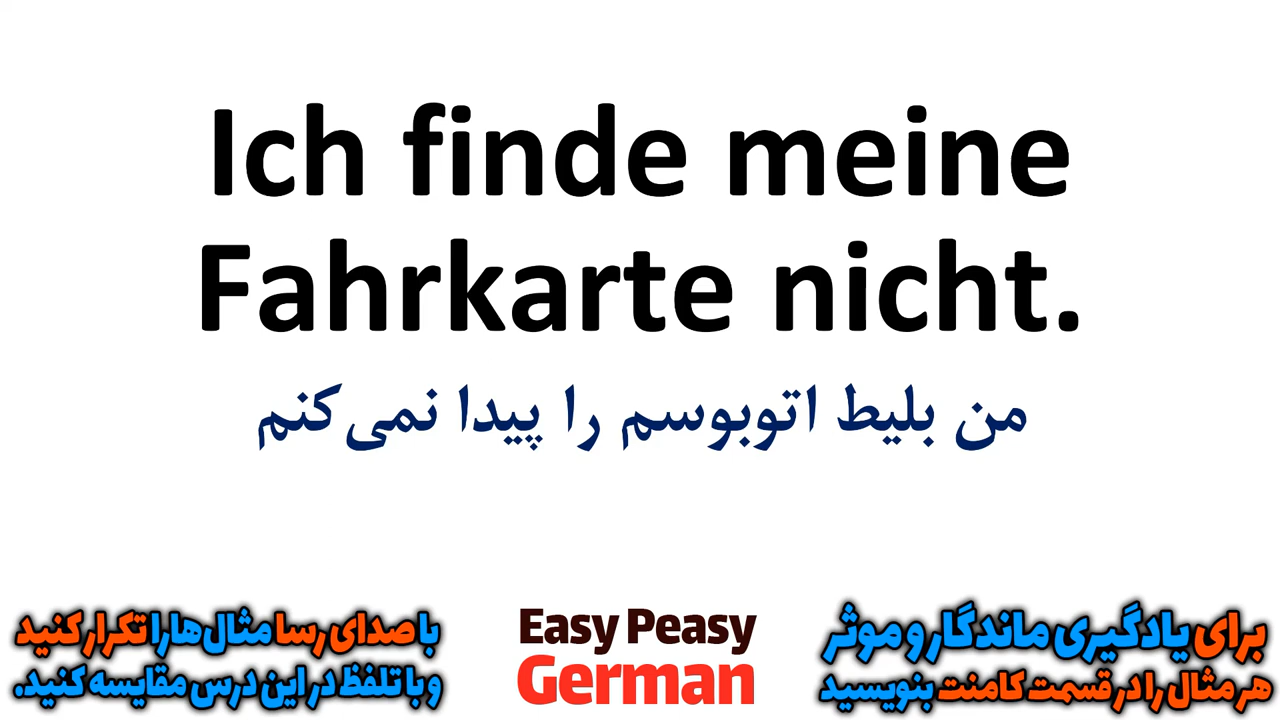 Ich finde meine
Fahrkarte nicht.
من بلیط اتوبوسم را پیدا نمی‌کنم
با صدای رسا مثال‌ها را تکرار کنید
و با تلفظ در این درس مقایسه کنید.
Easy Peasy
German
برای یادگیری ماندگار و موثر
هر مثال را در قسمت کامنت بنویسید